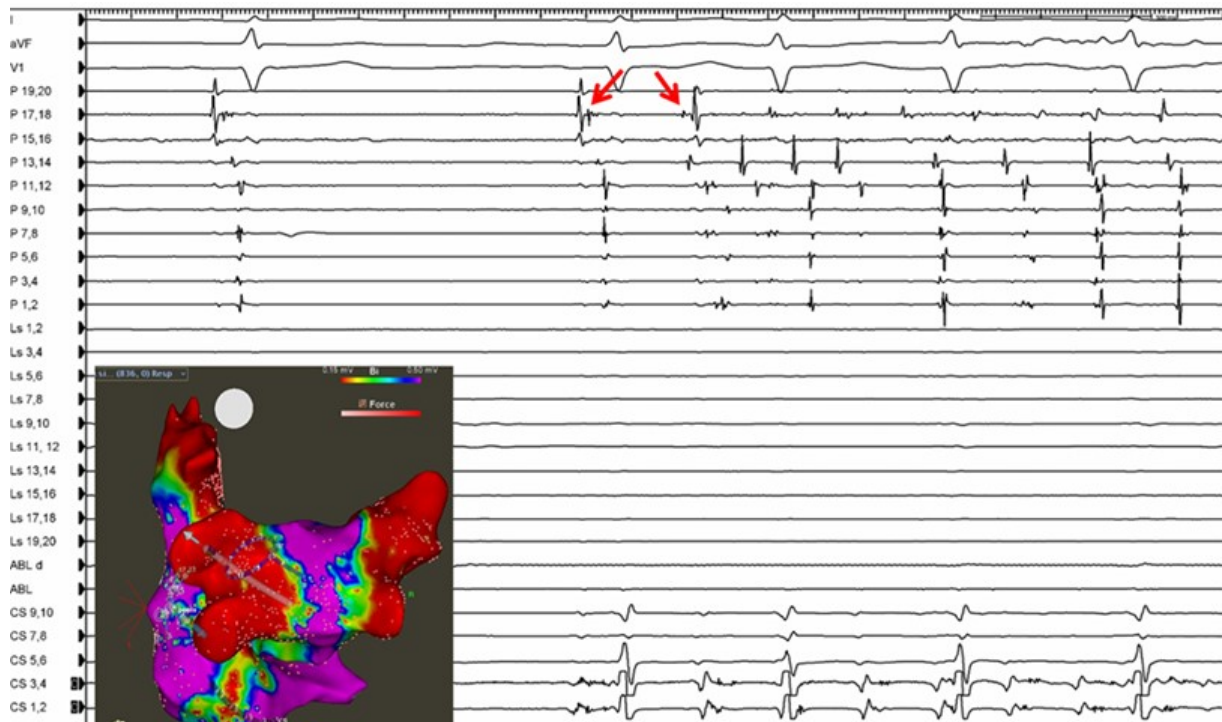 I
aVF
V1
P 19,20
P 17,18
P 15,16
P 13,14
P 11,12
P 9,10
P 7,8
P 5,6
P 3,4
P 1,2
Ls 1,2
Ls 3,4
Ls 5,6
Ls 7,8
Ls 9,10
Ls 11, 12
Ls 13,14
Ls 15,16
Ls 17,18
Ls 19,20
ABL d
ABL
CS 9,10
CS 7,8
CS 5,6
CS 3,4
CS 1,2
si... (836, 0) Resp
0.15 mV Bi 0.50 mV
Force
R